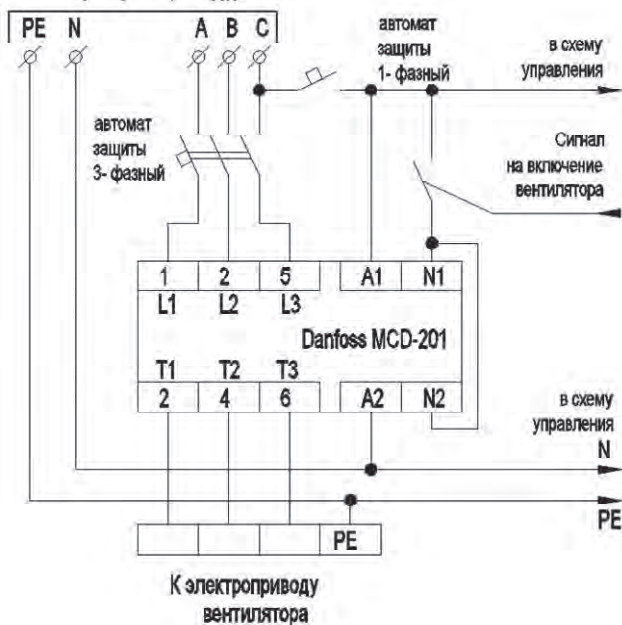 PE N A B C
автомат
защиты
1- фазный
в схему
управления
автомат
защиты
3- фазный
Сигнал
на включение
вентилятора
1 2 5 A1 N1
L1 L2 L3
Danfoss MCD-201
T1 T2 T3
2 4 6 A2 N2
в схему
управления
N
PE
PE
К электроприводу
вентилятора